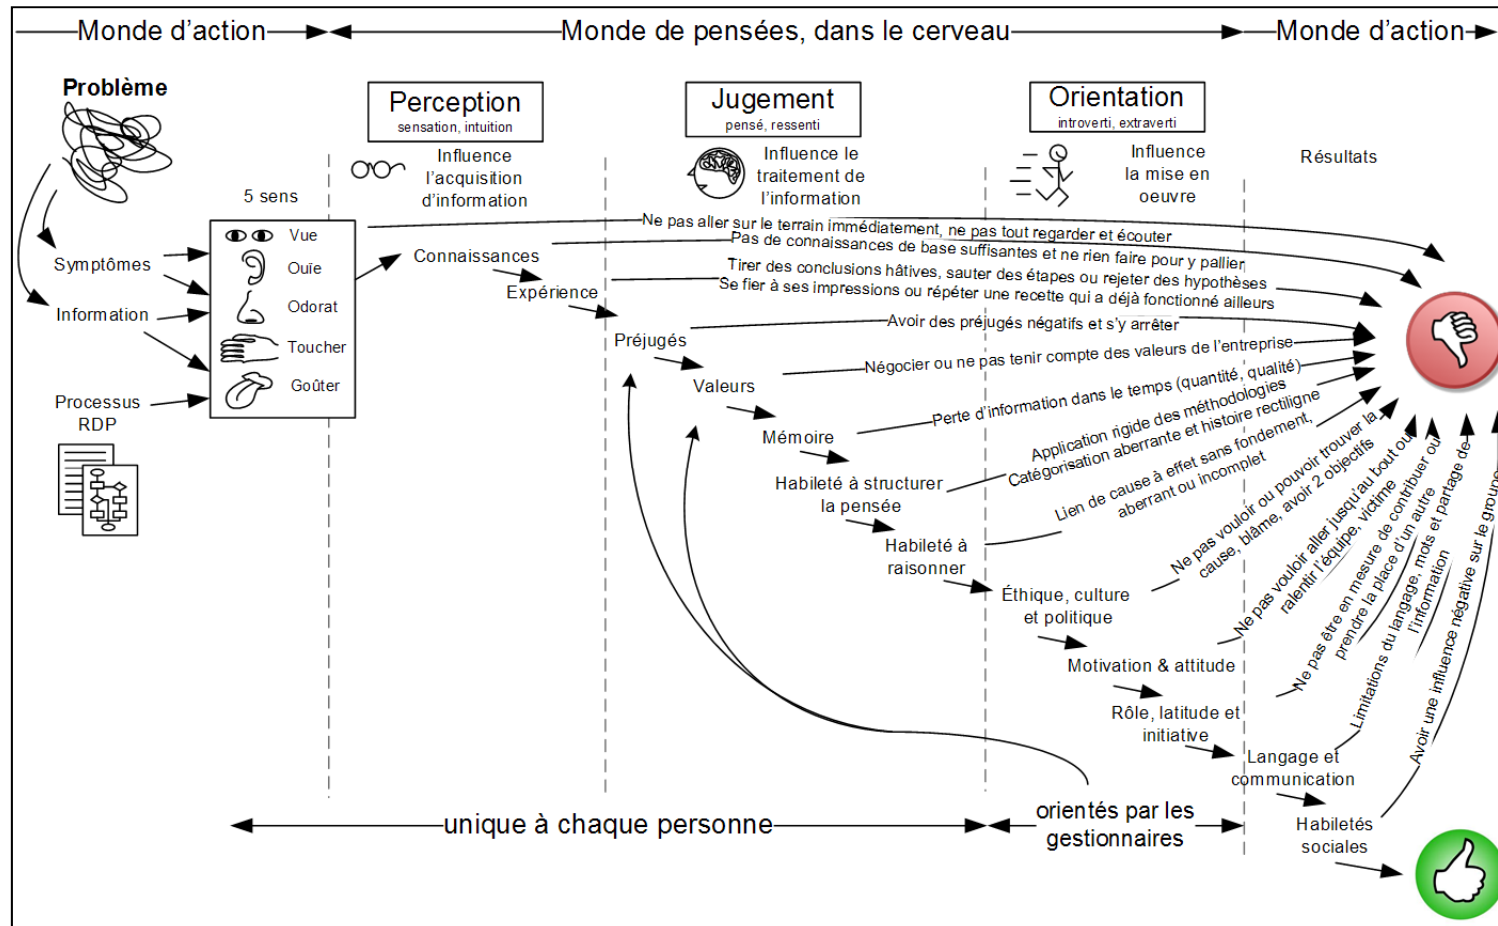 Monde d'action
Monde de pensées, dans le cerveau
Monde d'action
Problème
Perception
sensation, intuition
Jugement
pensé, ressenti
Orientation
introverti, extraverti
Influence
l'acquisition
d'information
Influence le
traitement de
l'information
Influence
la mise en
oeuvre
Résultats
5 sens
Vue
Ouïe
Odorat
Toucher
Goûter
Symptômes
Information
Processus
RDP
Connaissances
Expérience
Préjugés
Valeurs
Mémoire
Habileté à structurer
la pensée
Habileté à
raisonner
Éthique, culture
et politique
Motivation & attitude
Rôle, latitude et
initiative
Langage et
communication
Habiletés
sociales
Ne pas aller sur le terrain immédiatement, ne pas tout regarder et écouter
Pas de connaissances de base suffisantes et ne rien faire pour y pallier
Tirer des conclusions hâtives, sauter des étapes ou rejeter des hypothèses
Se fier à ses impressions ou répéter une recette qui a déjà fonctionné ailleurs
Avoir des préjugés négatifs et s'y arrêter
Négocier ou ne pas tenir compte des valeurs de l'entreprise
Perte d'information dans le temps (quantité, qualité)
Application rigide des méthodologies
Catégorisation aberrante et histoire rectiligne
Lien de cause à effet sans fondement,
aberrant ou incomplet
Ne pas vouloir ou pouvoir trouver la
cause, blâme, avoir 2 objectifs
Ne pas vouloir aller jusqu'au bout ou
ralentir l'équipe, victime
Ne pas être en mesure de contribuer ou
prendre la place d'un autre
Limitations du langage, mots et partage de
l'information
Avoir une influence négative sur le groupe
unique à chaque personne
orientés par les
gestionnaires